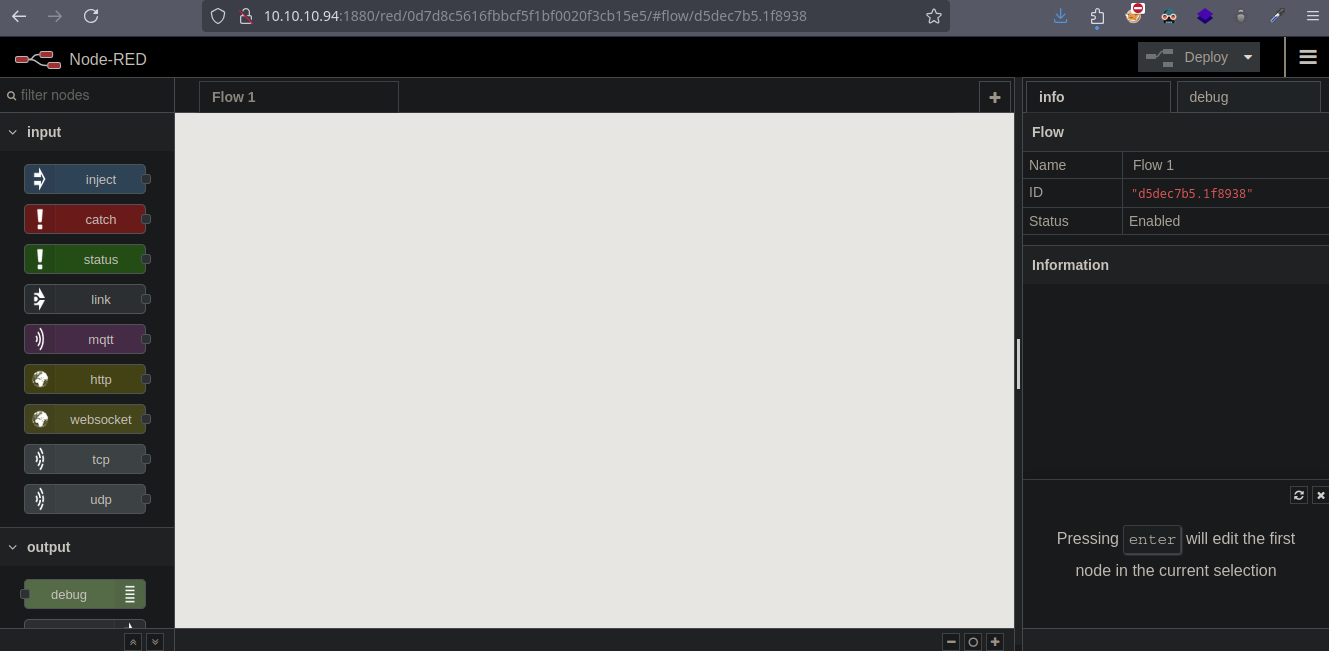 10.10.10.94:1880/red/0d7d8c5616fbbcf5f1bf0020f3cb15e5/#flow/d5dec7b5.1f8938
Node-RED
Deploy
filter nodes
Flow 1
info
debug
input
Flow
inject
Name
Flow 1
ID
"d5dec7b5.1f8938"
catch
Status
Enabled
status
Information
link
mqtt
http
websocket
tcp
udp
Pressing enter will edit the first
node in the current selection
output
debug